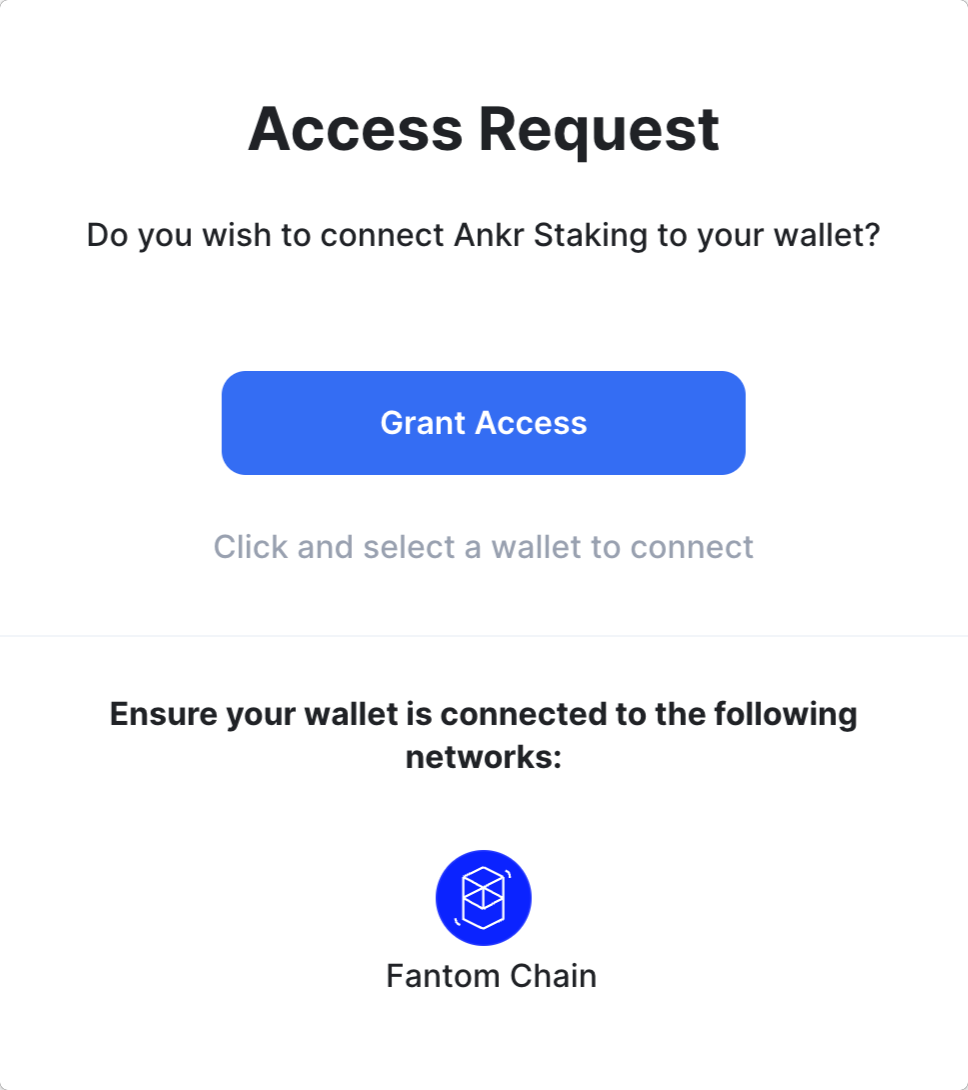 Access Request
Do you wish to connect Ankr Staking to your wallet?
Grant Access
Click and select a wallet to connect
Ensure your wallet is connected to the following
networks:
Fantom Chain